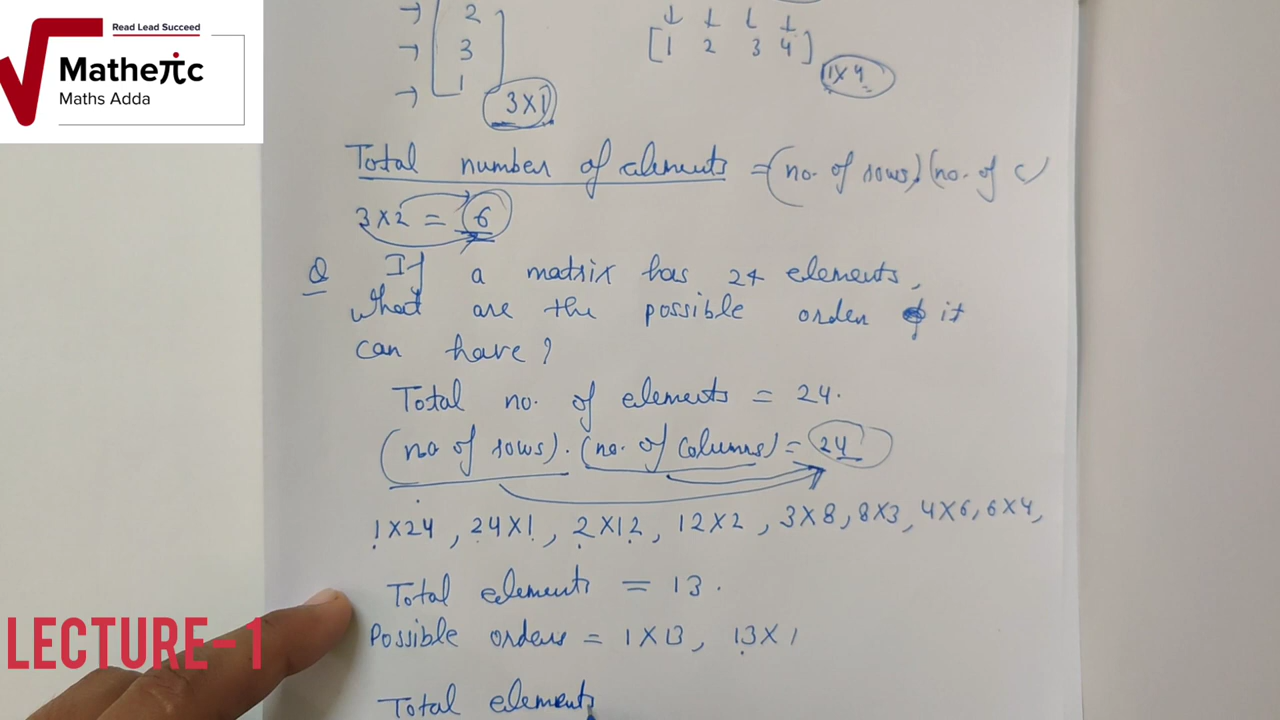 Read Lead Succeed
Matheπc
Maths Adda
→ 2
→ 3
→ 1
3X1
↓ ↓ ↓ ↓
[1 2 3 4]
1X4
Total number of elements = (no. of rows).(no. of c)
3X2 = 6
Q If a matrix has 24 elements,
what are the possible order it
can have?
Total no. of elements = 24.
(no of rows).(no. of columns) = 24
1X24, 24X1, 2X12, 12X2, 3X8, 8X3, 4X6, 6X4,
Total elements = 13.
Possible orders = 1X13, 13X1
Total elements
LECTURE-1